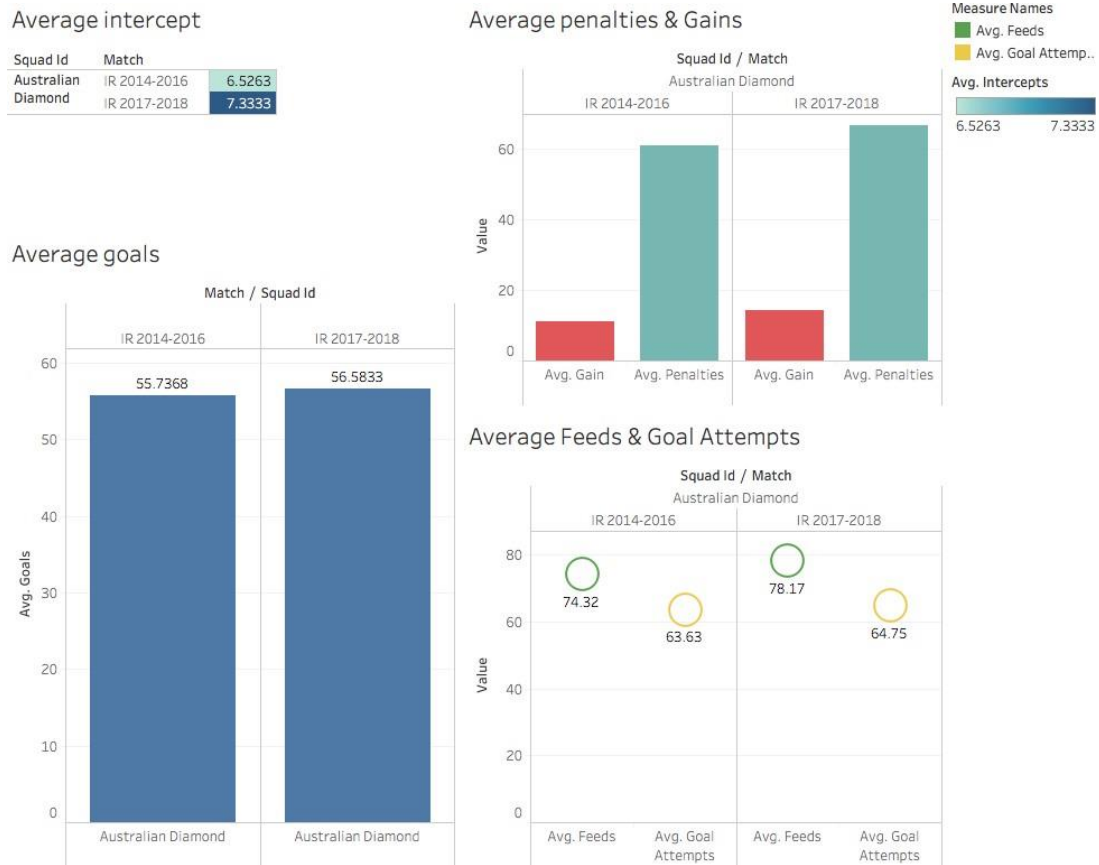 Average intercept
Squad Id Match
Australian Diamond IR 2014-2016 6.5263
IR 2017-2018 7.3333
Average penalties & Gains
Squad Id / Match
Australian Diamond
IR 2014-2016 IR 2017-2018
Value
60
40
20
0
Avg. Gain Avg. Penalties Avg. Gain Avg. Penalties
Measure Names
Avg. Feeds
Avg. Goal Attemp..
Avg. Intercepts
6.5263 7.3333
Average goals
Match / Squad Id
IR 2014-2016 IR 2017-2018
Avg. Goals
60
55.7368 56.5833
50
40
30
20
10
0
Australian Diamond Australian Diamond
Average Feeds & Goal Attempts
Squad Id / Match
Australian Diamond
IR 2014-2016 IR 2017-2018
Value
80
74.32 78.17
60
63.63 64.75
40
20
0
Avg. Feeds Avg. Goal Attempts Avg. Feeds Avg. Goal Attempts